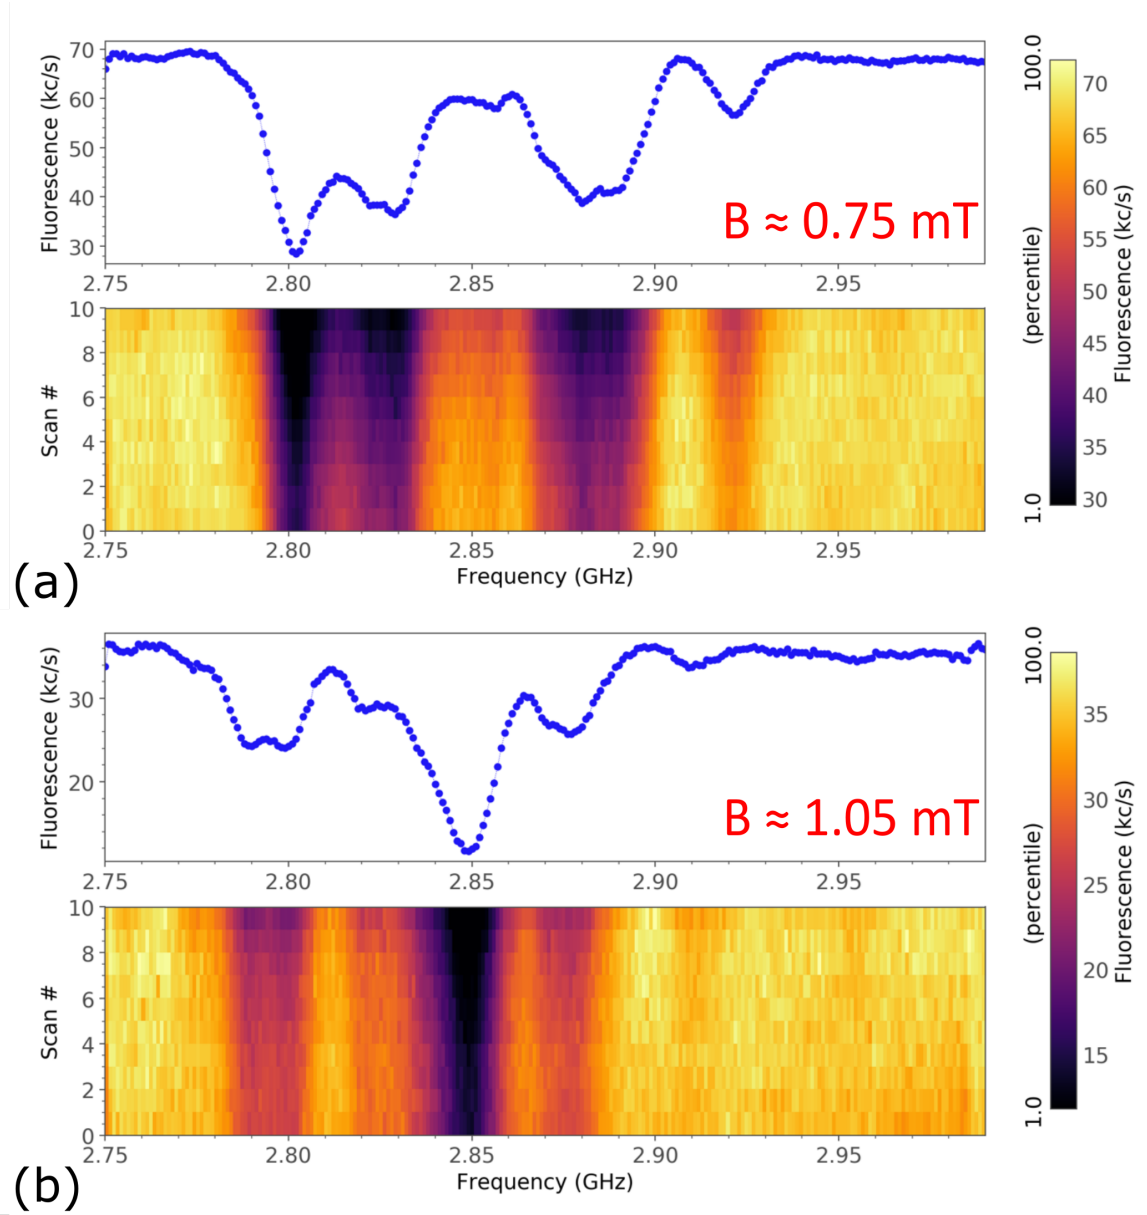 70
60
50
40
30
Fluorescence (kc/s)
B ≈ 0.75 mT
2.75 2.80 2.85 2.90 2.95
10
8
6
4
2
0
Scan #
2.75 2.80 2.85 2.90 2.95
Frequency (GHz)
100.0
(percentile)
1.0
70
65
60
55
50
45
40
35
30
Fluorescence (kc/s)
(a)
30
20
Fluorescence (kc/s)
B ≈ 1.05 mT
2.75 2.80 2.85 2.90 2.95
10
8
6
4
2
0
Scan #
2.75 2.80 2.85 2.90 2.95
Frequency (GHz)
100.0
(percentile)
1.0
35
30
25
20
15
Fluorescence (kc/s)
(b)